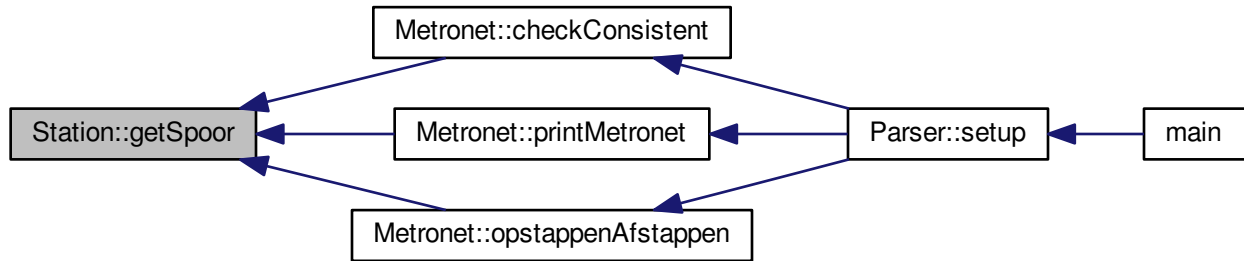 Metronet::checkConsistent
Station::getSpoor
Metronet::printMetronet
Parser::setup
main
Metronet::opstappenAfstappen